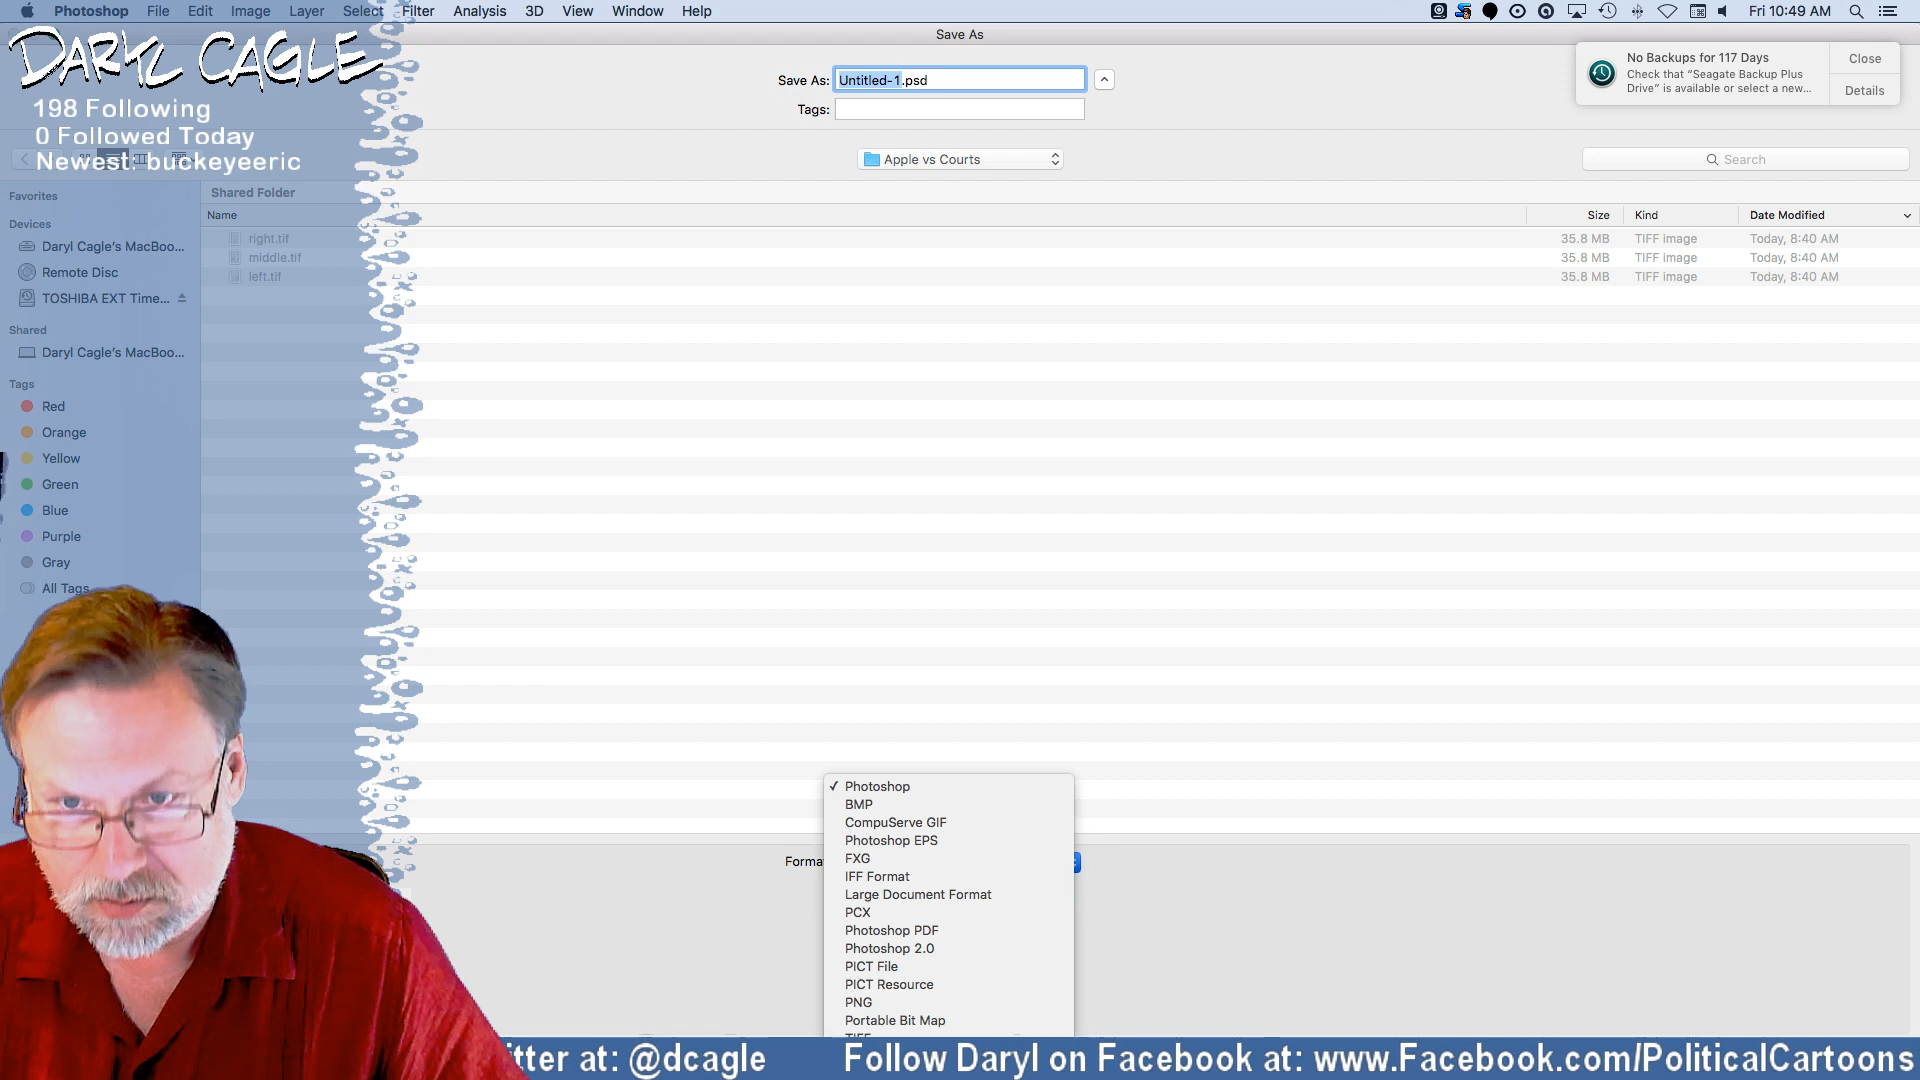 Photoshop File Edit Image Layer Select Filter Analysis 3D View Window Help
Fri 10:49 AM
Save As
DARYL CAGLE
198 Following
0 Followed Today
Newest: buckeyeeric
Save As: Untitled-1.psd
Tags:
No Backups for 117 Days
Check that “Seagate Backup Plus
Drive” is available or select a new...
Close
Details
Apple vs Courts
Search
Favorites
Devices
Daryl Cagle’s MacBoo...
Remote Disc
TOSHIBA EXT Time...
Shared
Daryl Cagle’s MacBoo...
Tags
Red
Orange
Yellow
Green
Blue
Purple
Gray
All Tags
Shared Folder
Name Size Kind Date Modified
right.tif 35.8 MB TIFF image Today, 8:40 AM
middle.tif 35.8 MB TIFF image Today, 8:40 AM
left.tif 35.8 MB TIFF image Today, 8:40 AM
Forma
Photoshop
BMP
CompuServe GIF
Photoshop EPS
FXG
IFF Format
Large Document Format
PCX
Photoshop PDF
Photoshop 2.0
PICT File
PICT Resource
PNG
Portable Bit Map
TIFF
itter at: @dcagle Follow Daryl on Facebook at: www.Facebook.com/PoliticalCartoons